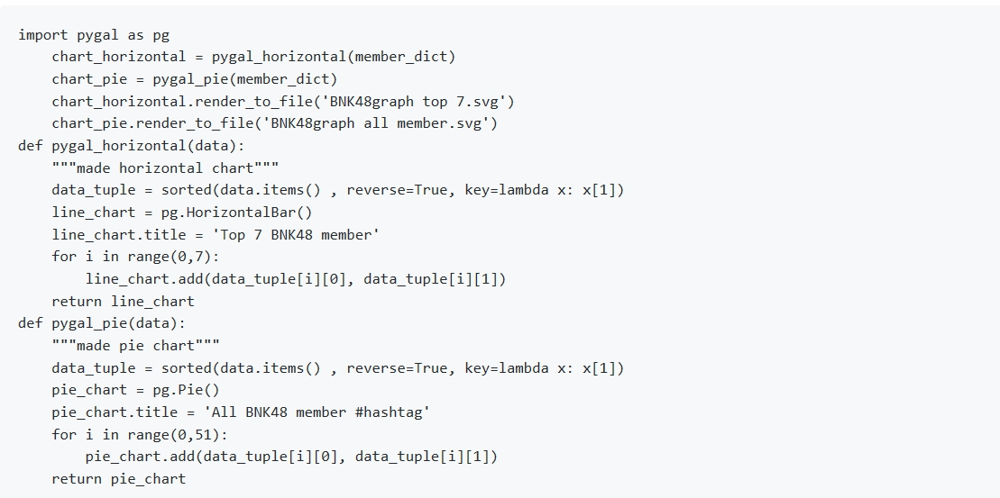 import pygal as pg
    chart_horizontal = pygal_horizontal(member_dict)
    chart_pie = pygal_pie(member_dict)
    chart_horizontal.render_to_file('BNK48graph top 7.svg')
    chart_pie.render_to_file('BNK48graph all member.svg')
def pygal_horizontal(data):
    """made horizontal chart"""
    data_tuple = sorted(data.items() , reverse=True, key=lambda x: x[1])
    line_chart = pg.HorizontalBar()
    line_chart.title = 'Top 7 BNK48 member'
    for i in range(0,7):
        line_chart.add(data_tuple[i][0], data_tuple[i][1])
    return line_chart
def pygal_pie(data):
    """made pie chart"""
    data_tuple = sorted(data.items() , reverse=True, key=lambda x: x[1])
    pie_chart = pg.Pie()
    pie_chart.title = 'All BNK48 member #hashtag'
    for i in range(0,51):
        pie_chart.add(data_tuple[i][0], data_tuple[i][1])
    return pie_chart